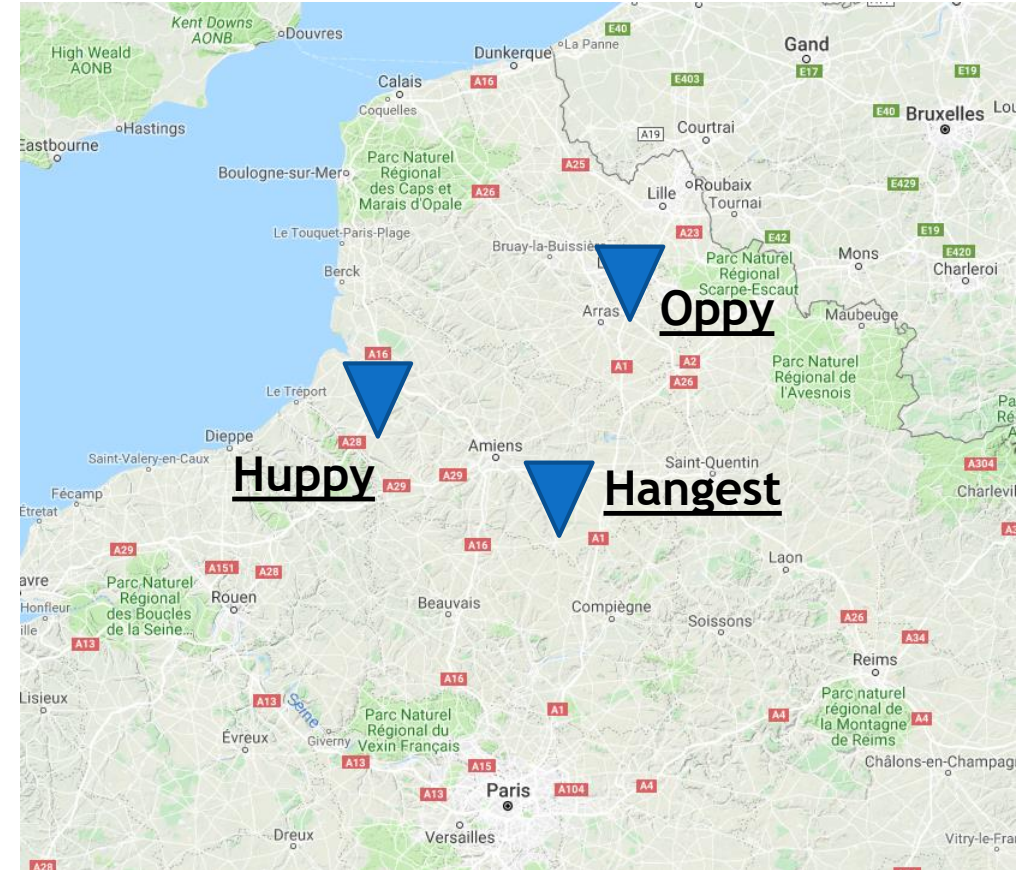 Kent Downs
AONB
Douvres
High Weald
AONB
Hastings
Eastbourne
E40
La Panne
Dunkerque
Gand
E17
E19
Calais
A16
E403
Coquelles
E40
Bruxelles
A19
Courtrai
Parc Naturel
Régional
des Caps et
Marais d'Opale
Boulogne-sur-Mer
A25
A26
Lille
Roubaix
Tournai
E429
Le Touquet-Paris-Plage
A23
E42
E19
Bruay-la-Buissière
Parc Naturel
Régional
Scarpe-Escaut
Mons
E420
Charleroi
Berck
Arras
Oppy
Maubeuge
A16
A1
A2
A26
Parc Naturel
Régional de
l'Avesnois
Le Tréport
Dieppe
A28
Amiens
Saint-Valery-en-Caux
Huppy
A29
A29
Saint-Quentin
Hangest
A304
Fécamp
Etretat
A16
A1
A29
Laon
A151
A28
Parc Naturel
Régional
des Boucles
de la Seine...
Rouen
Honfleur
Beauvais
Compiègne
Soissons
A13
A26
A34
Reims
A16
Lisieux
A13
Seine
Parc Naturel
Régional du
Vexin Français
A1
Parc naturel
régional de
la Montagne
de Reims
A4
A4
Évreux
Giverny
A13
A15
Châlons-en-Champagn
Paris
A13
A104
A4
Dreux
Versailles
Vitry-le-Fran
A28